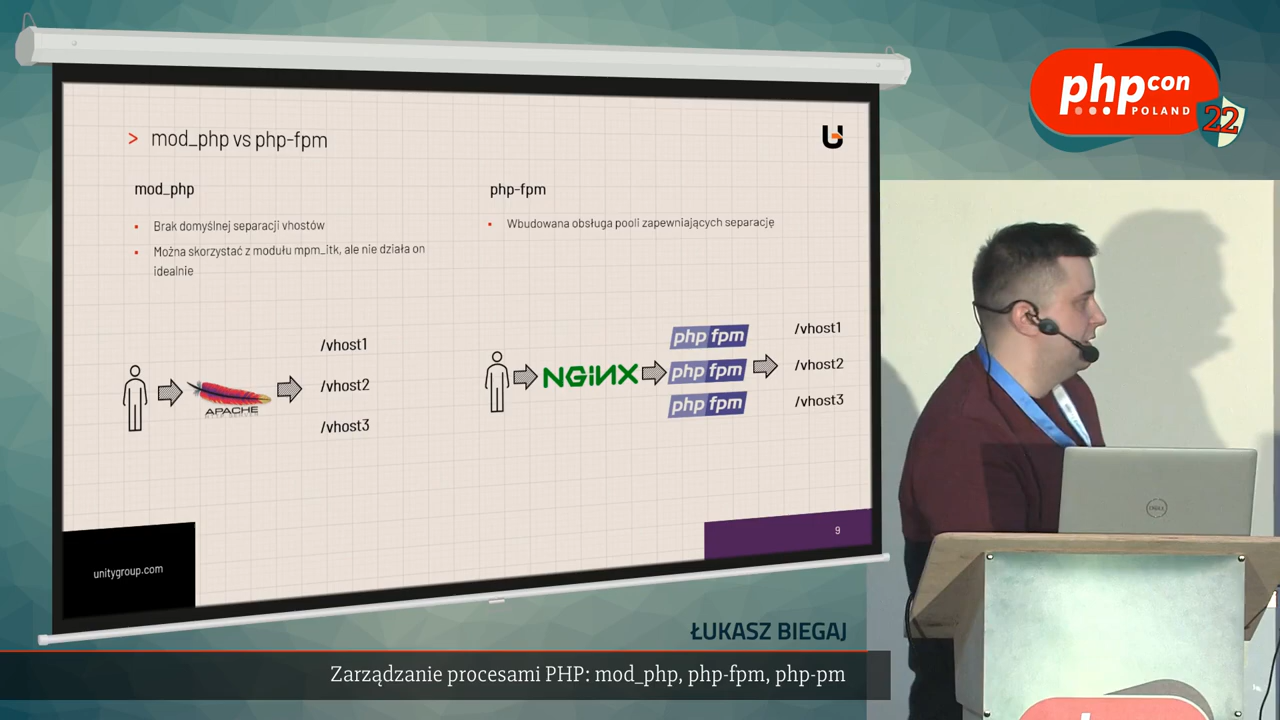 phpcon
POLAND
22
> mod_php vs php-fpm
mod_php
Brak domyślnej separacji vhostów
Można skorzystać z modułu mpm_itk, ale nie działa on
idealnie
php-fpm
Wbudowana obsługa pooli zapewniających separację
APACHE
/vhost1
/vhost2
/vhost3
NGINX
php fpm
php fpm
php fpm
/vhost1
/vhost2
/vhost3
unitygroup.com
9
DELL
ŁUKASZ BIEGAJ
Zarządzanie procesami PHP: mod_php, php-fpm, php-pm